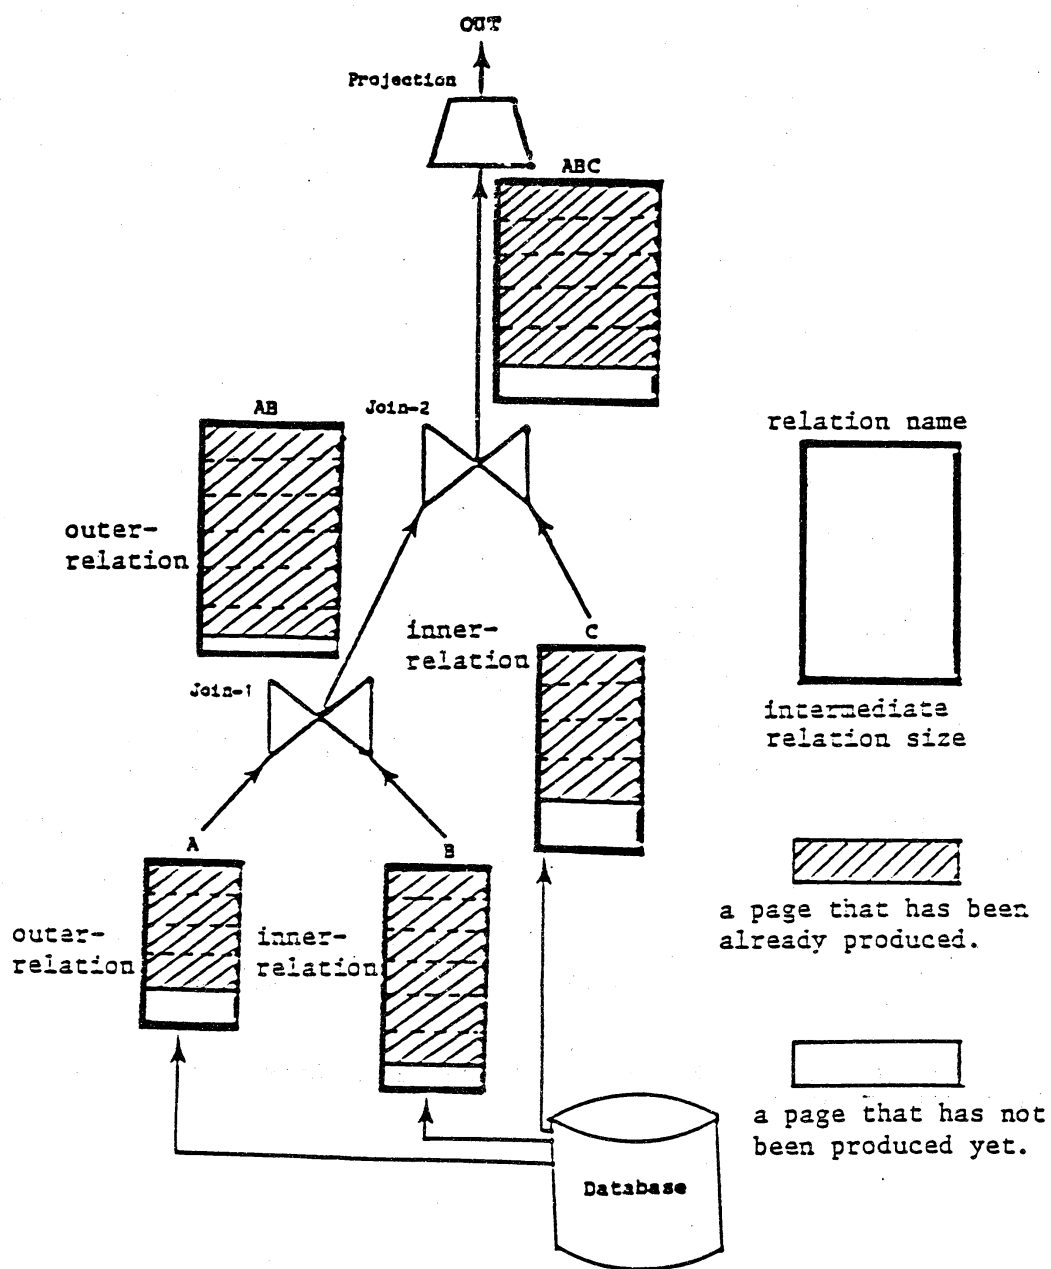 OUT
Projection
ABC
AB
Join-2
relation name
outer-
relation
inner-
relation
C
Join-1
intermediate
relation size
A
B
outer-
relation
inner-
relation
a page that has been
already produced.
a page that has not
been produced yet.
Database